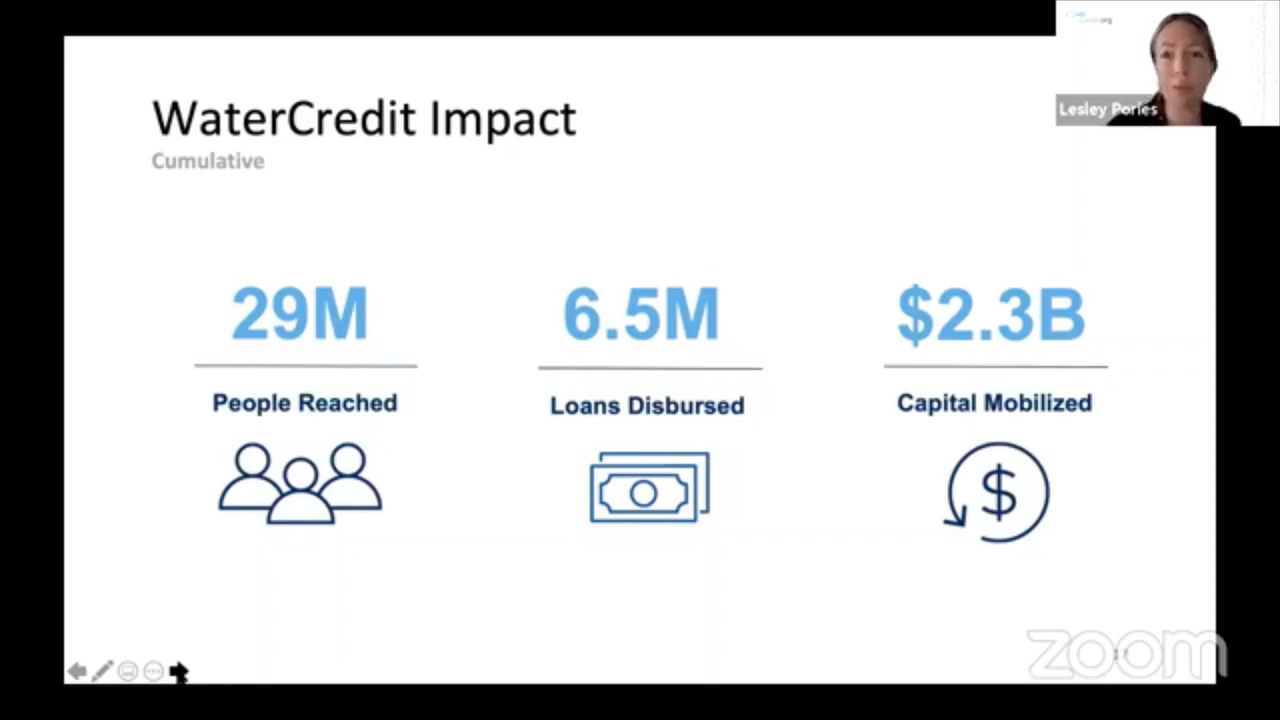 WaterCredit Impact
Cumulative
29M
6.5M
$2.3B
People Reached
Loans Disbursed
Capital Mobilized
$
Lesley Pories
zoom